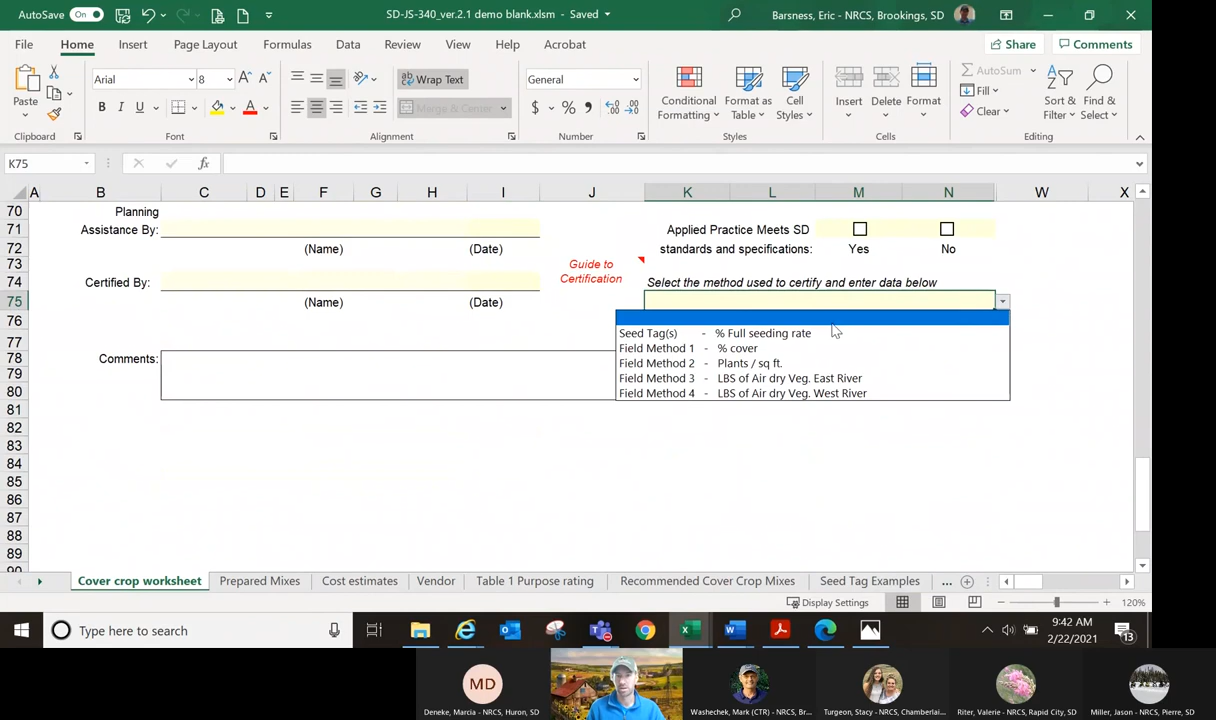 AutoSave On SD-JS-340_ver.2.1 demo blank.xlsm - Saved Barsness, Eric - NRCS, Brookings, SD
File Home Insert Page Layout Formulas Data Review View Help Acrobat Share Comments
Paste Arial 8 A A Wrap Text General Conditional Formatting Format as Table Cell Styles Insert Delete Format AutoSum Fill Clear Sort & Filter Find & Select
B I U A Merge & Center $ % 9
Clipboard Font Alignment Number Styles Cells Editing
K75 fx
A B C D E F G H I J K L M N W X
70 Planning
71 Assistance By: Applied Practice Meets SD
72 (Name) (Date) standards and specifications: Yes No
73 Guide to
74 Certified By: Certification Select the method used to certify and enter data below
75 (Name) (Date)
76
Seed Tag(s) - % Full seeding rate
77 Field Method 1 - % cover
78 Comments: Field Method 2 - Plants / sq ft.
79 Field Method 3 - LBS of Air dry Veg. East River
80 Field Method 4 - LBS of Air dry Veg. West River
81
82
83
84
85
86
87
88
89
90
Cover crop worksheet Prepared Mixes Cost estimates Vendor Table 1 Purpose rating Recommended Cover Crop Mixes Seed Tag Examples ...
Display Settings 120%
Type here to search 9:42 AM
2/22/2021 13
MD
Deneke, Marcia - NRCS, Huron, SD Washechek, Mark (CTR) - NRCS, Br... Turgeon, Stacy - NRCS, Chamberlai... Riter, Valerie - NRCS, Rapid City, SD Miller, Jason - NRCS, Pierre, SD